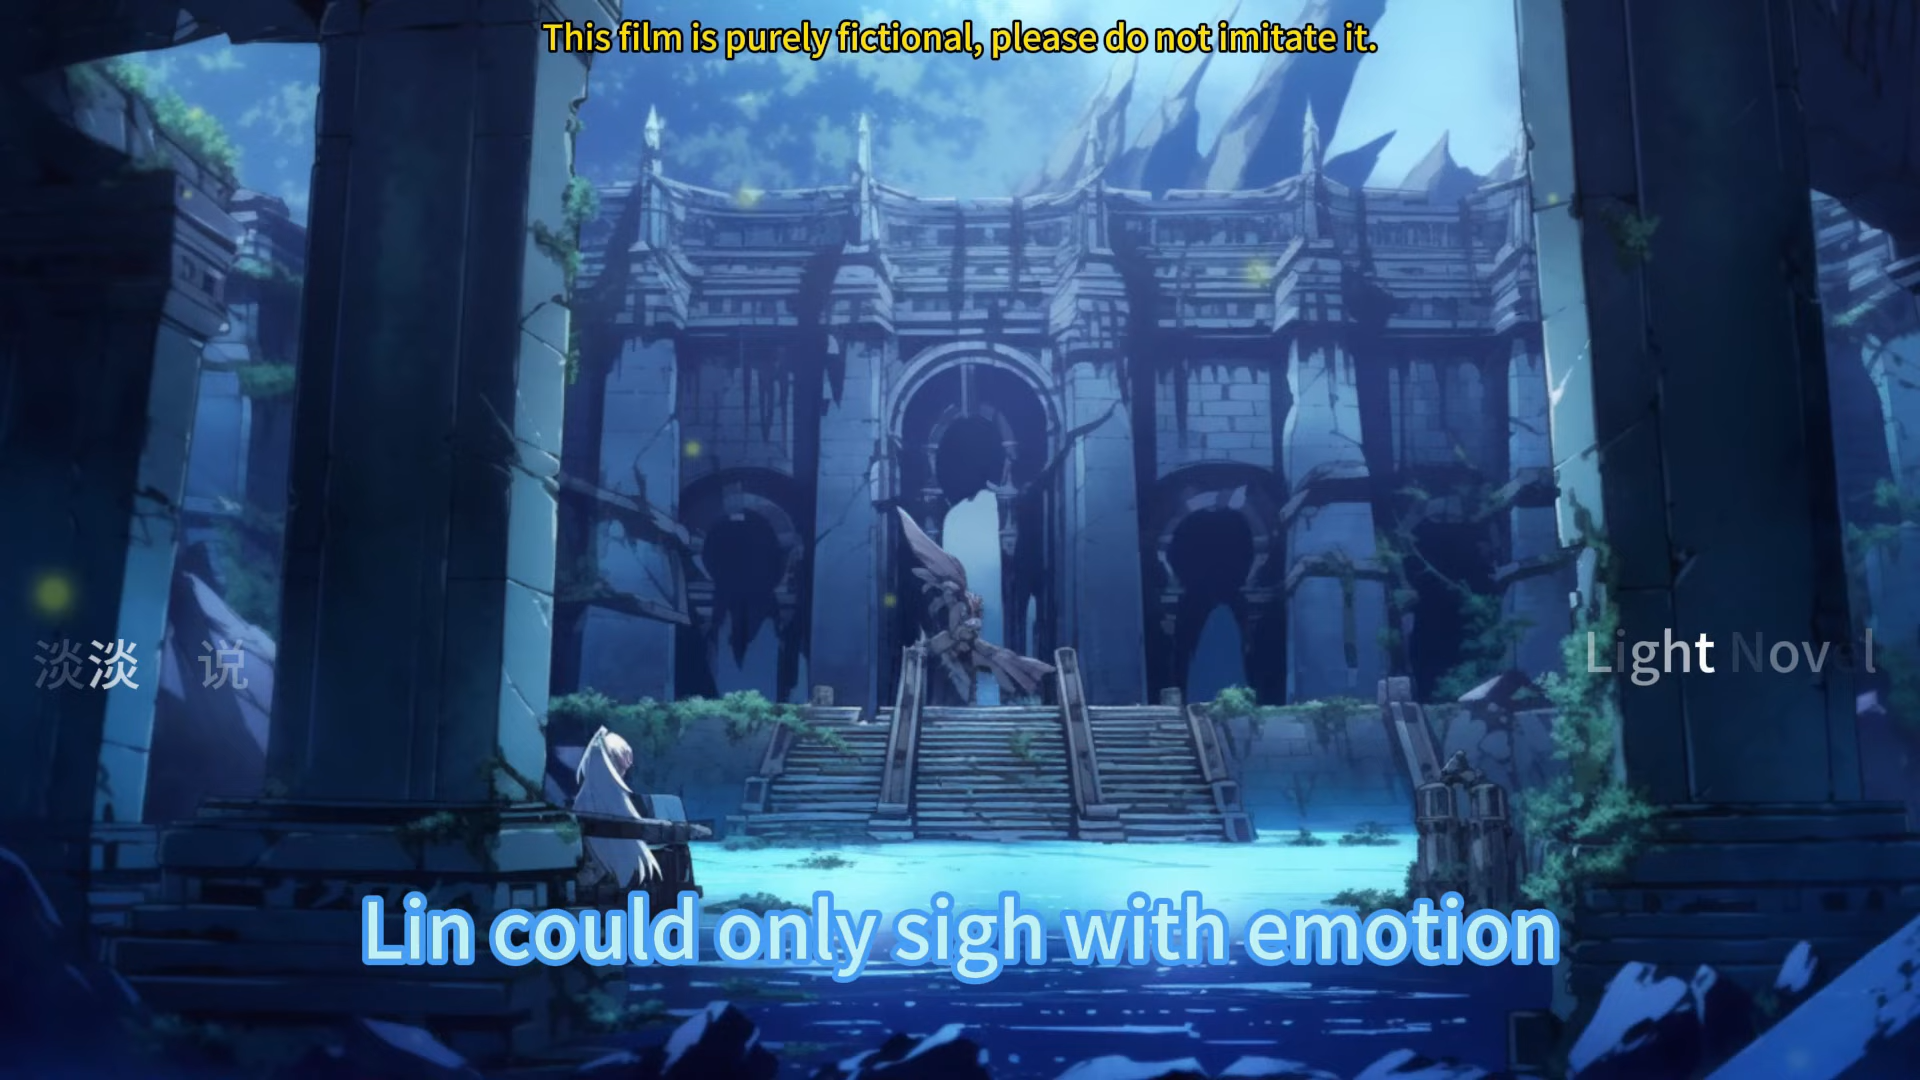 This film is purely fictional, please do not imitate it.
淡淡 说
Light Novel
Lin could only sigh with emotion